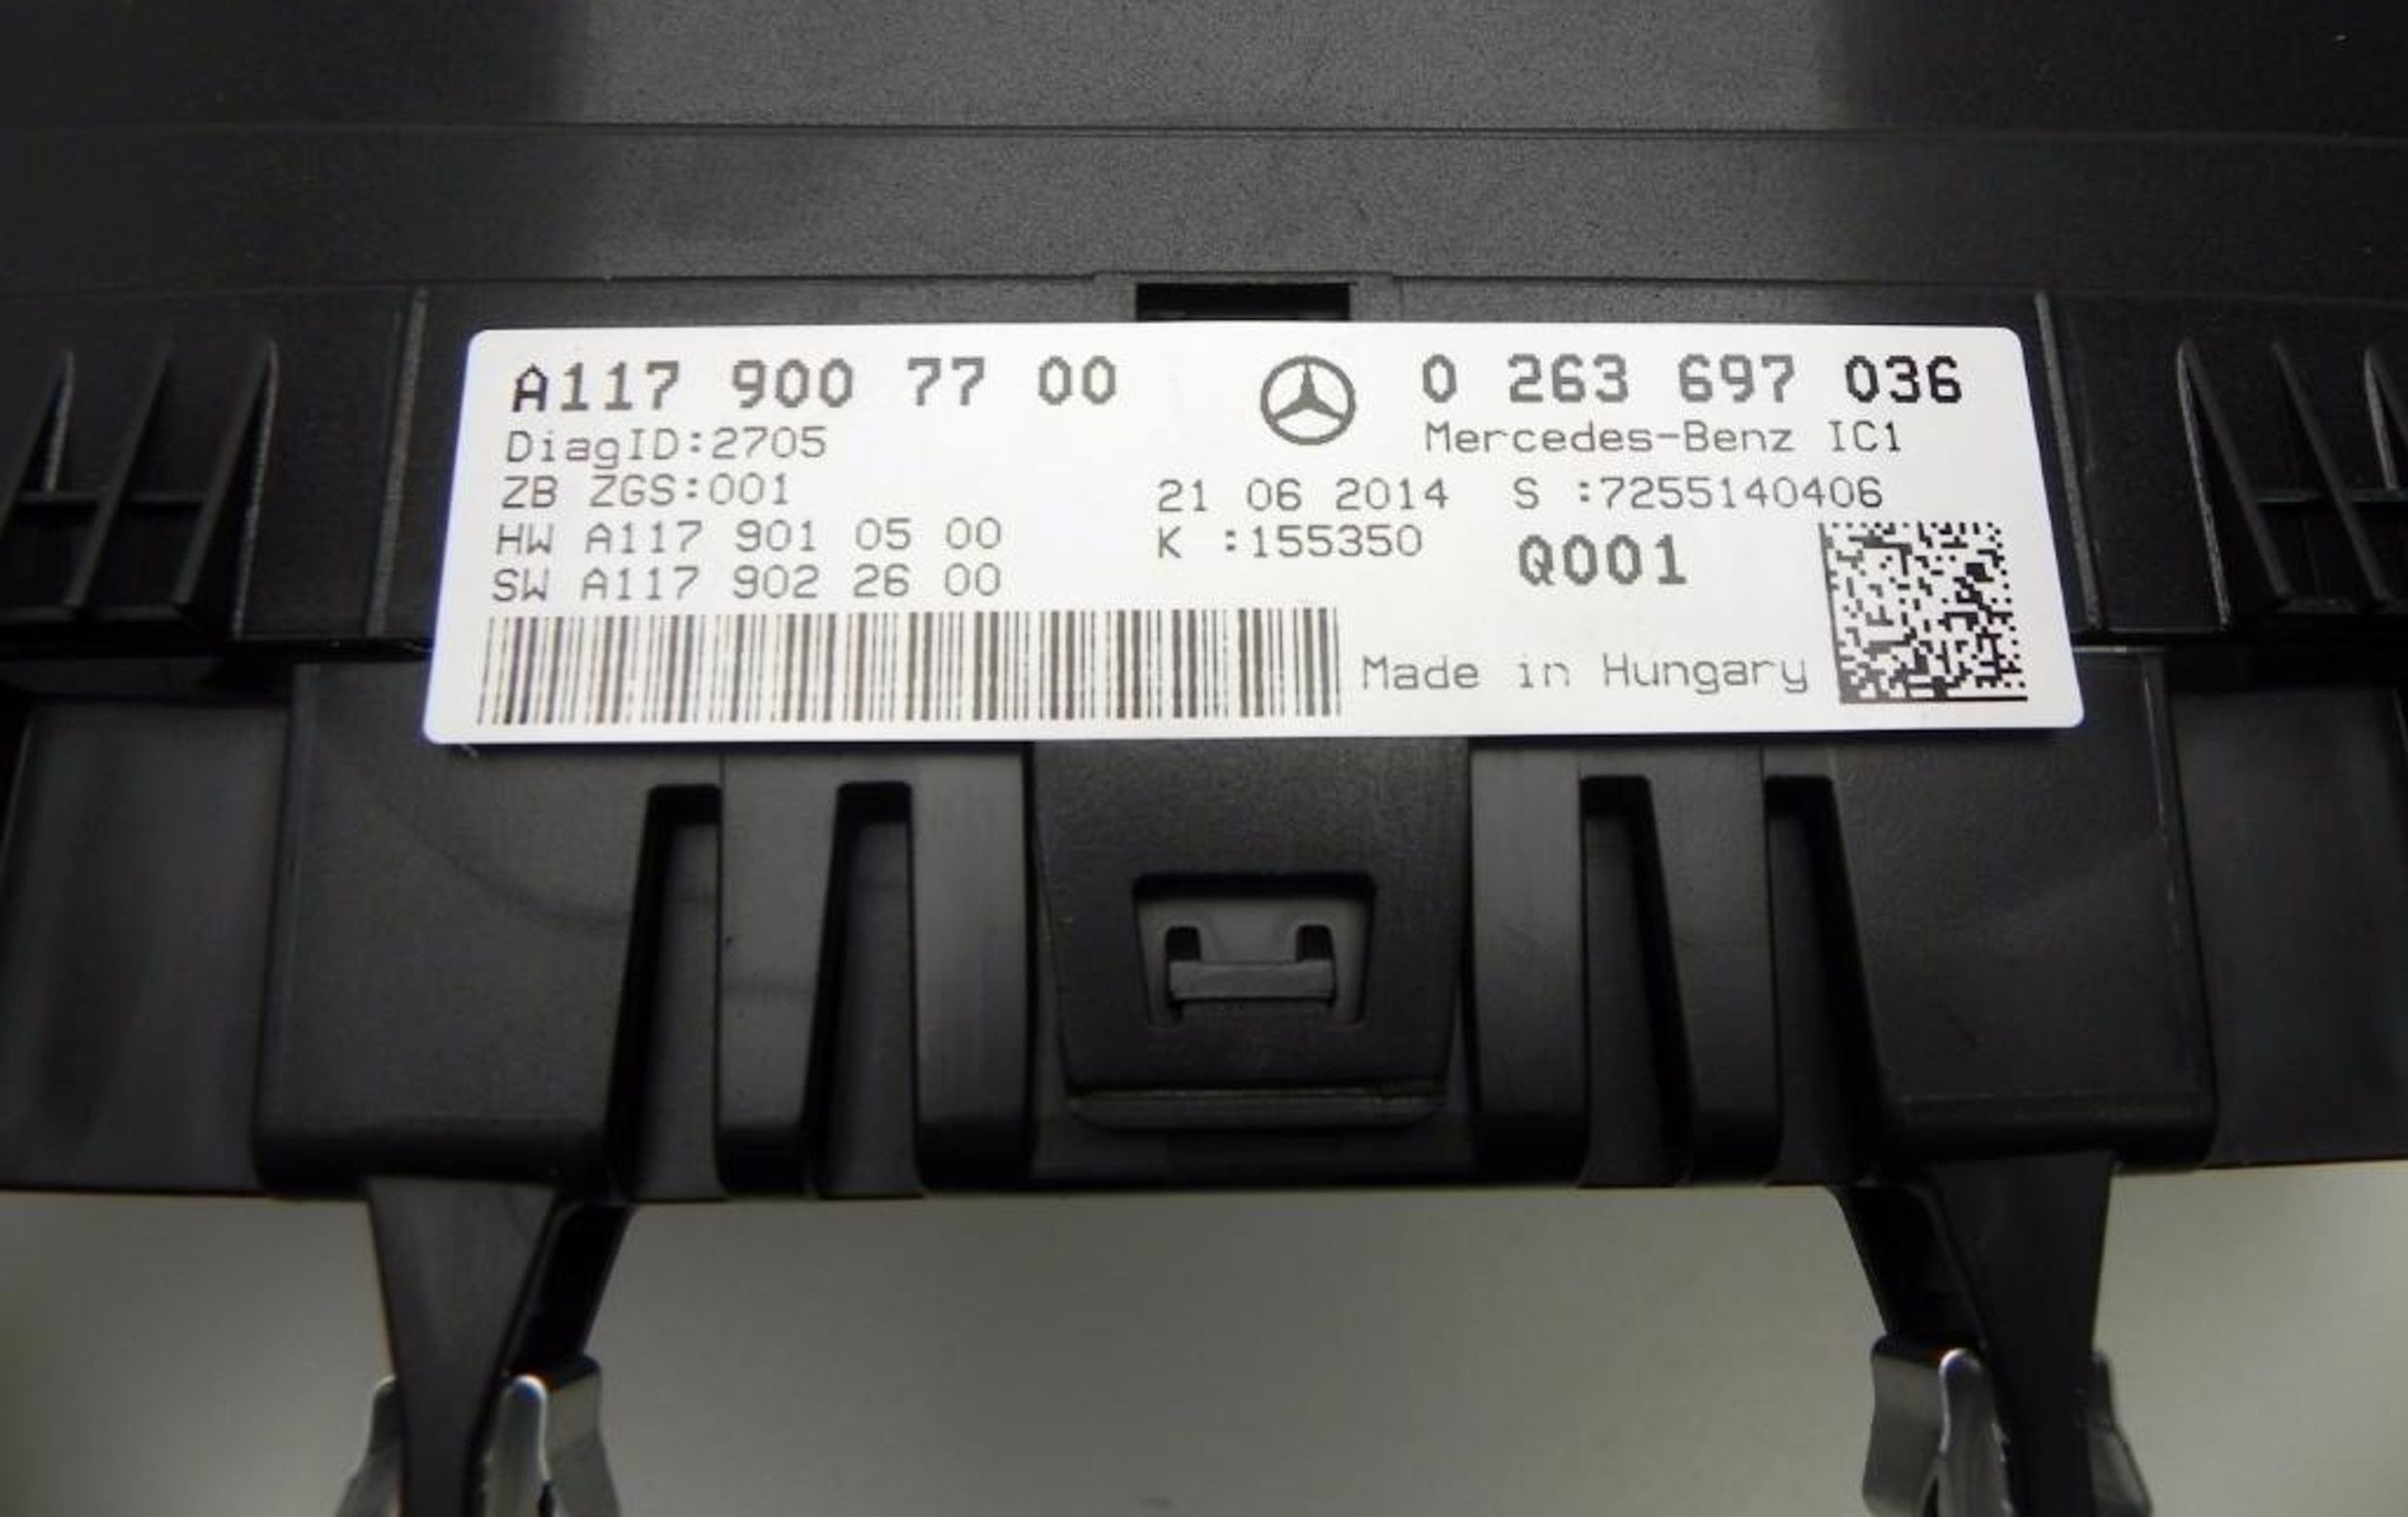 A117 900 77 00
0 263 697 036
DiagID:2705
Mercedes-Benz IC1
ZB ZGS:001
21 06 2014 S :7255140406
HW A117 901 05 00
K :155350
Q001
SW A117 902 26 00
Made in Hungary